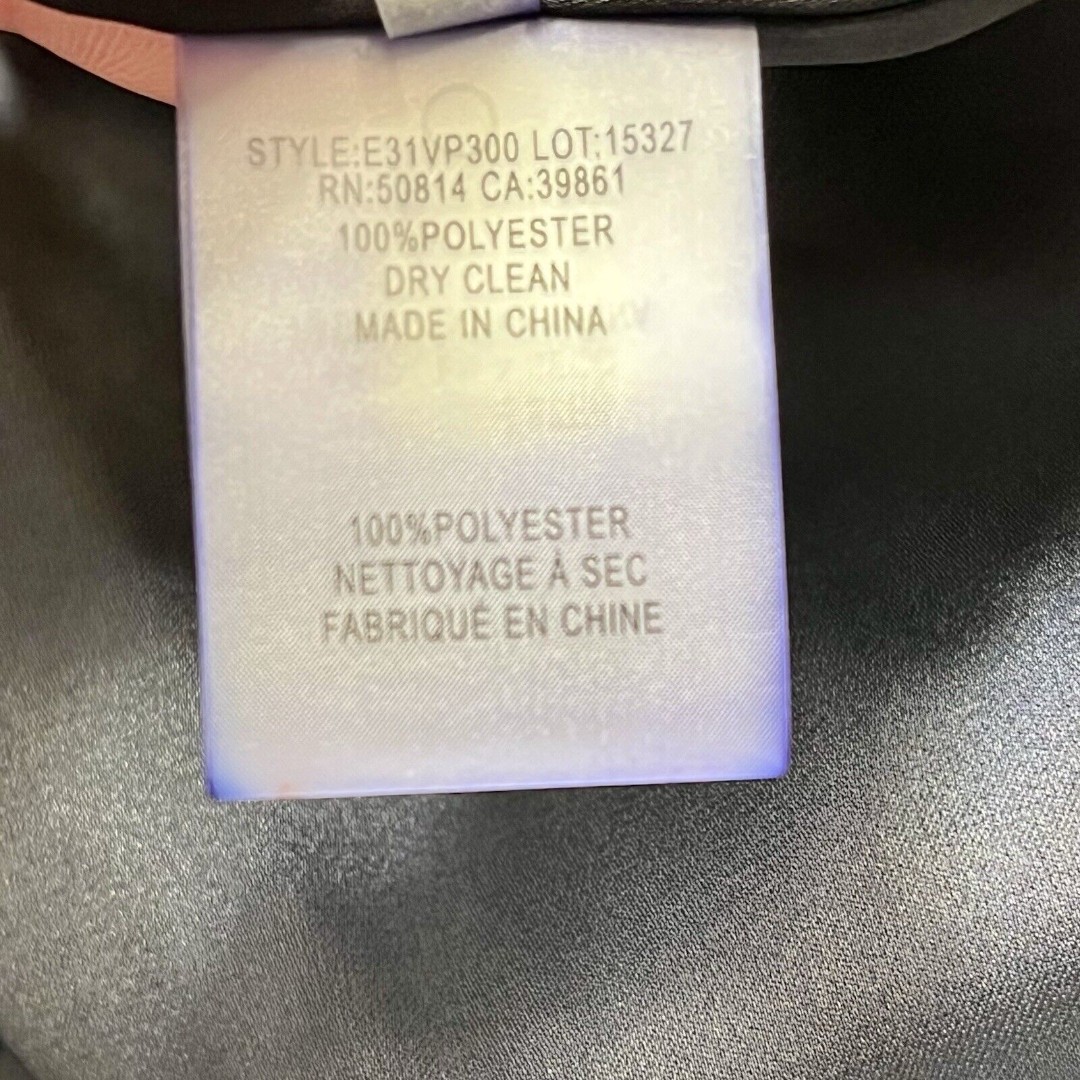 STYLE:E31VP300 LOT:15327
RN:50814 CA:39861
100%POLYESTER
DRY CLEAN
MADE IN CHINA
100%POLYESTER
NETTOYAGE À SEC
FABRIQUÉ EN CHINE